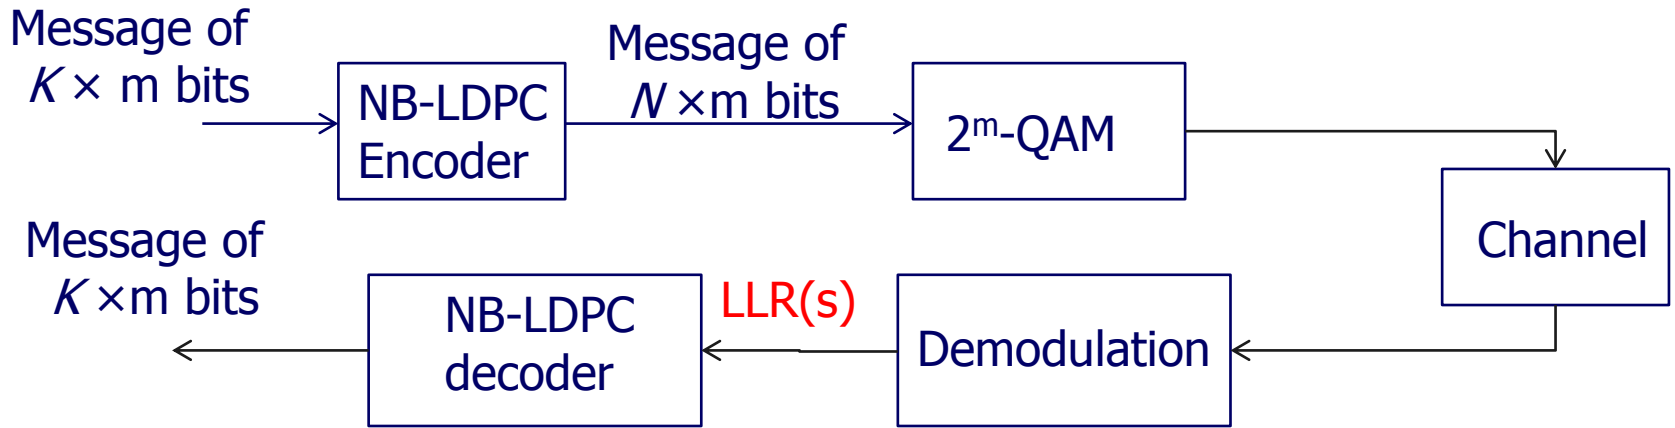 Message of
K × m bits
NB-LDPC
Encoder
Message of
N ×m bits
2ᵐ-QAM
Channel
Message of
K ×m bits
NB-LDPC
decoder
LLR(s)
Demodulation